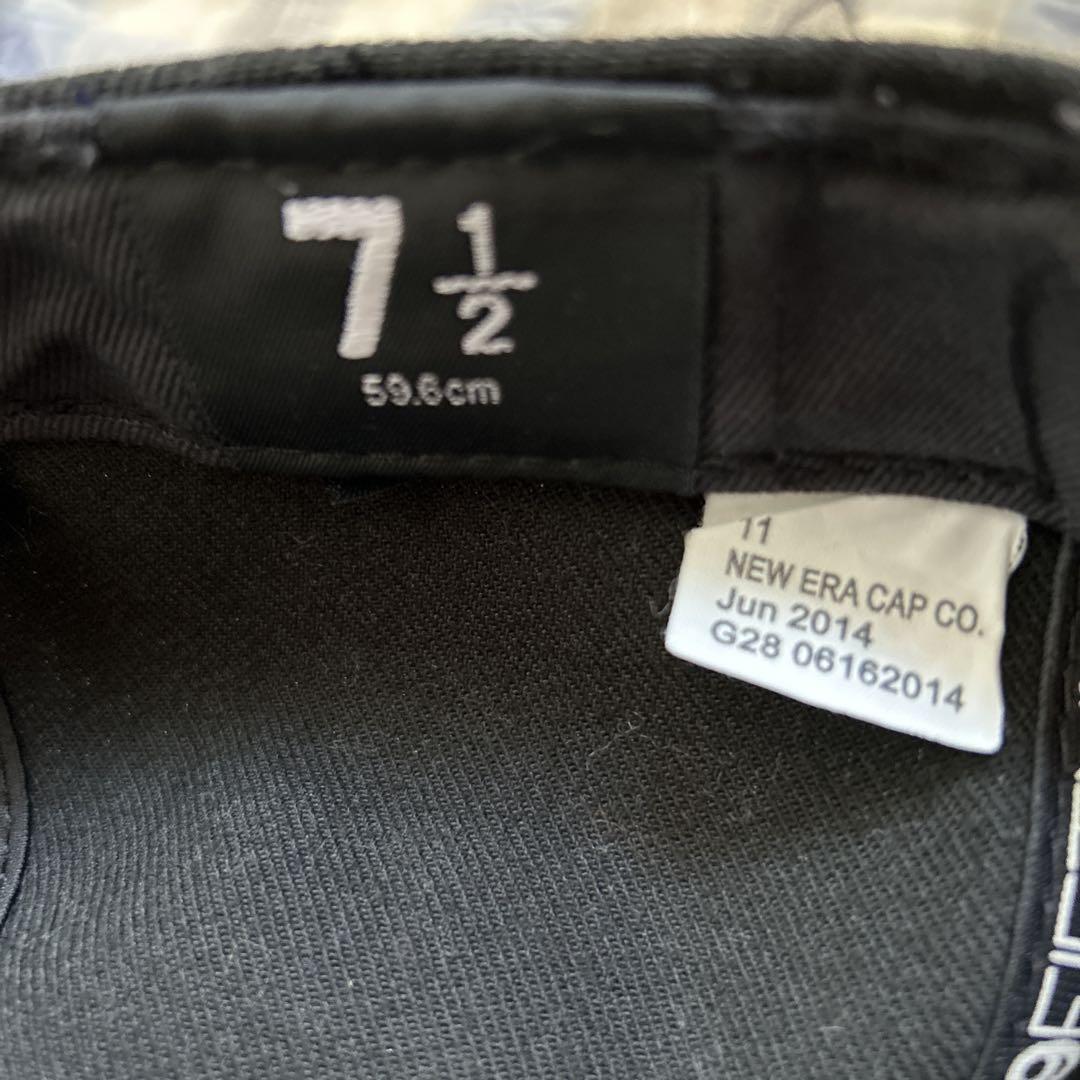 7 1/2
59.6cm
11
NEW ERA CAP CO.
Jun 2014
G28 06162014